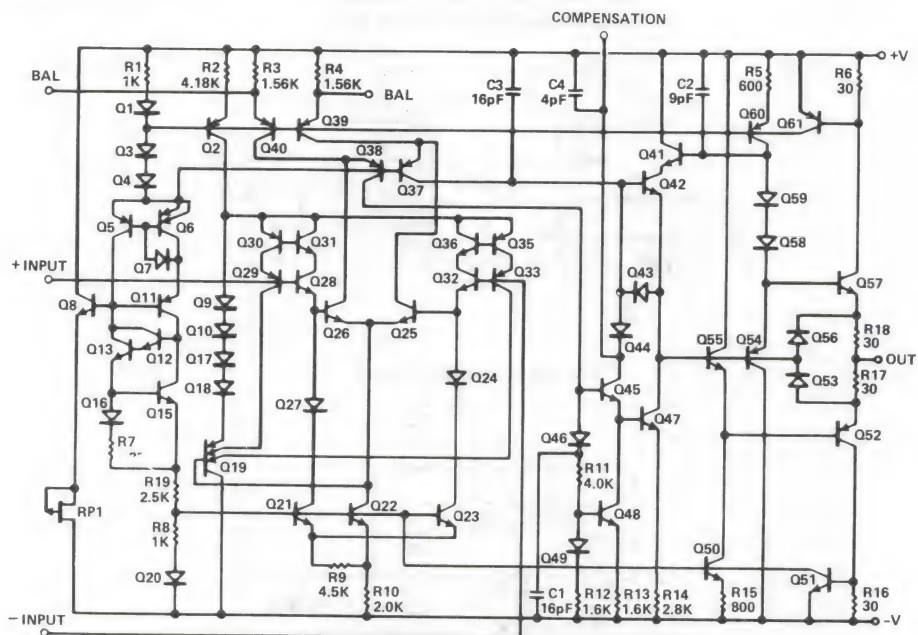 COMPENSATION
+V
R1
1K
R2
4.18K
R3
1.56K
R4
1.56K
C3
16pF
C4
4pF
C2
9pF
R5
600
R6
30
BAL
BAL
Q1
Q39
Q60
Q61
Q2
Q40
Q38
Q41
Q3
Q37
Q42
Q4
Q59
Q5
Q6
Q58
Q7
Q30
Q31
Q36
Q35
+ INPUT
Q29
Q28
Q32
Q33
Q43
Q57
Q8
Q11
Q9
Q26
Q25
Q44
Q55
Q54
Q56
R18
30
OUT
Q13
Q12
Q10
Q17
Q24
Q45
Q53
R17
30
Q16
Q15
Q18
Q27
Q46
Q47
Q52
R7
Q19
R11
4.0K
R19
2.5K
Q21
Q22
Q23
Q48
RP1
R8
1K
Q49
Q50
Q20
R9
4.5K
Q51
R10
2.0K
C1
16pF
R12
1.6K
R13
1.6K
R14
2.8K
R15
800
R16
30
− INPUT
−V